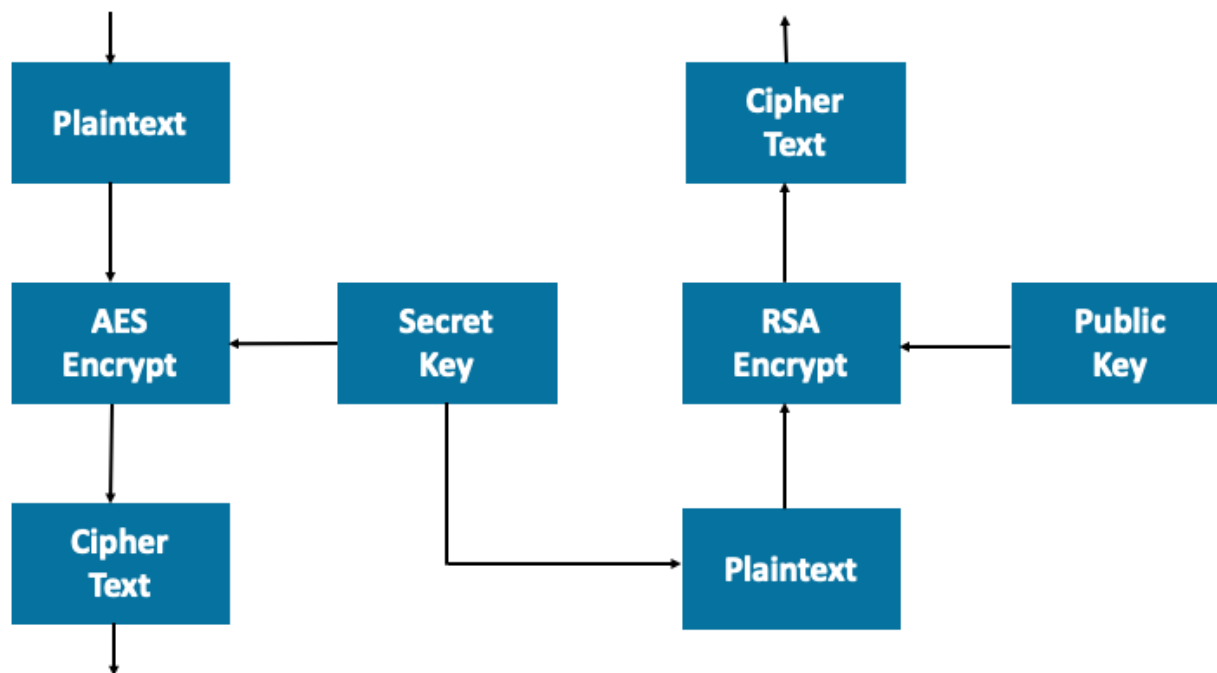 Plaintext
AES
Encrypt
Cipher
Text
Secret
Key
Cipher
Text
RSA
Encrypt
Plaintext
Public
Key